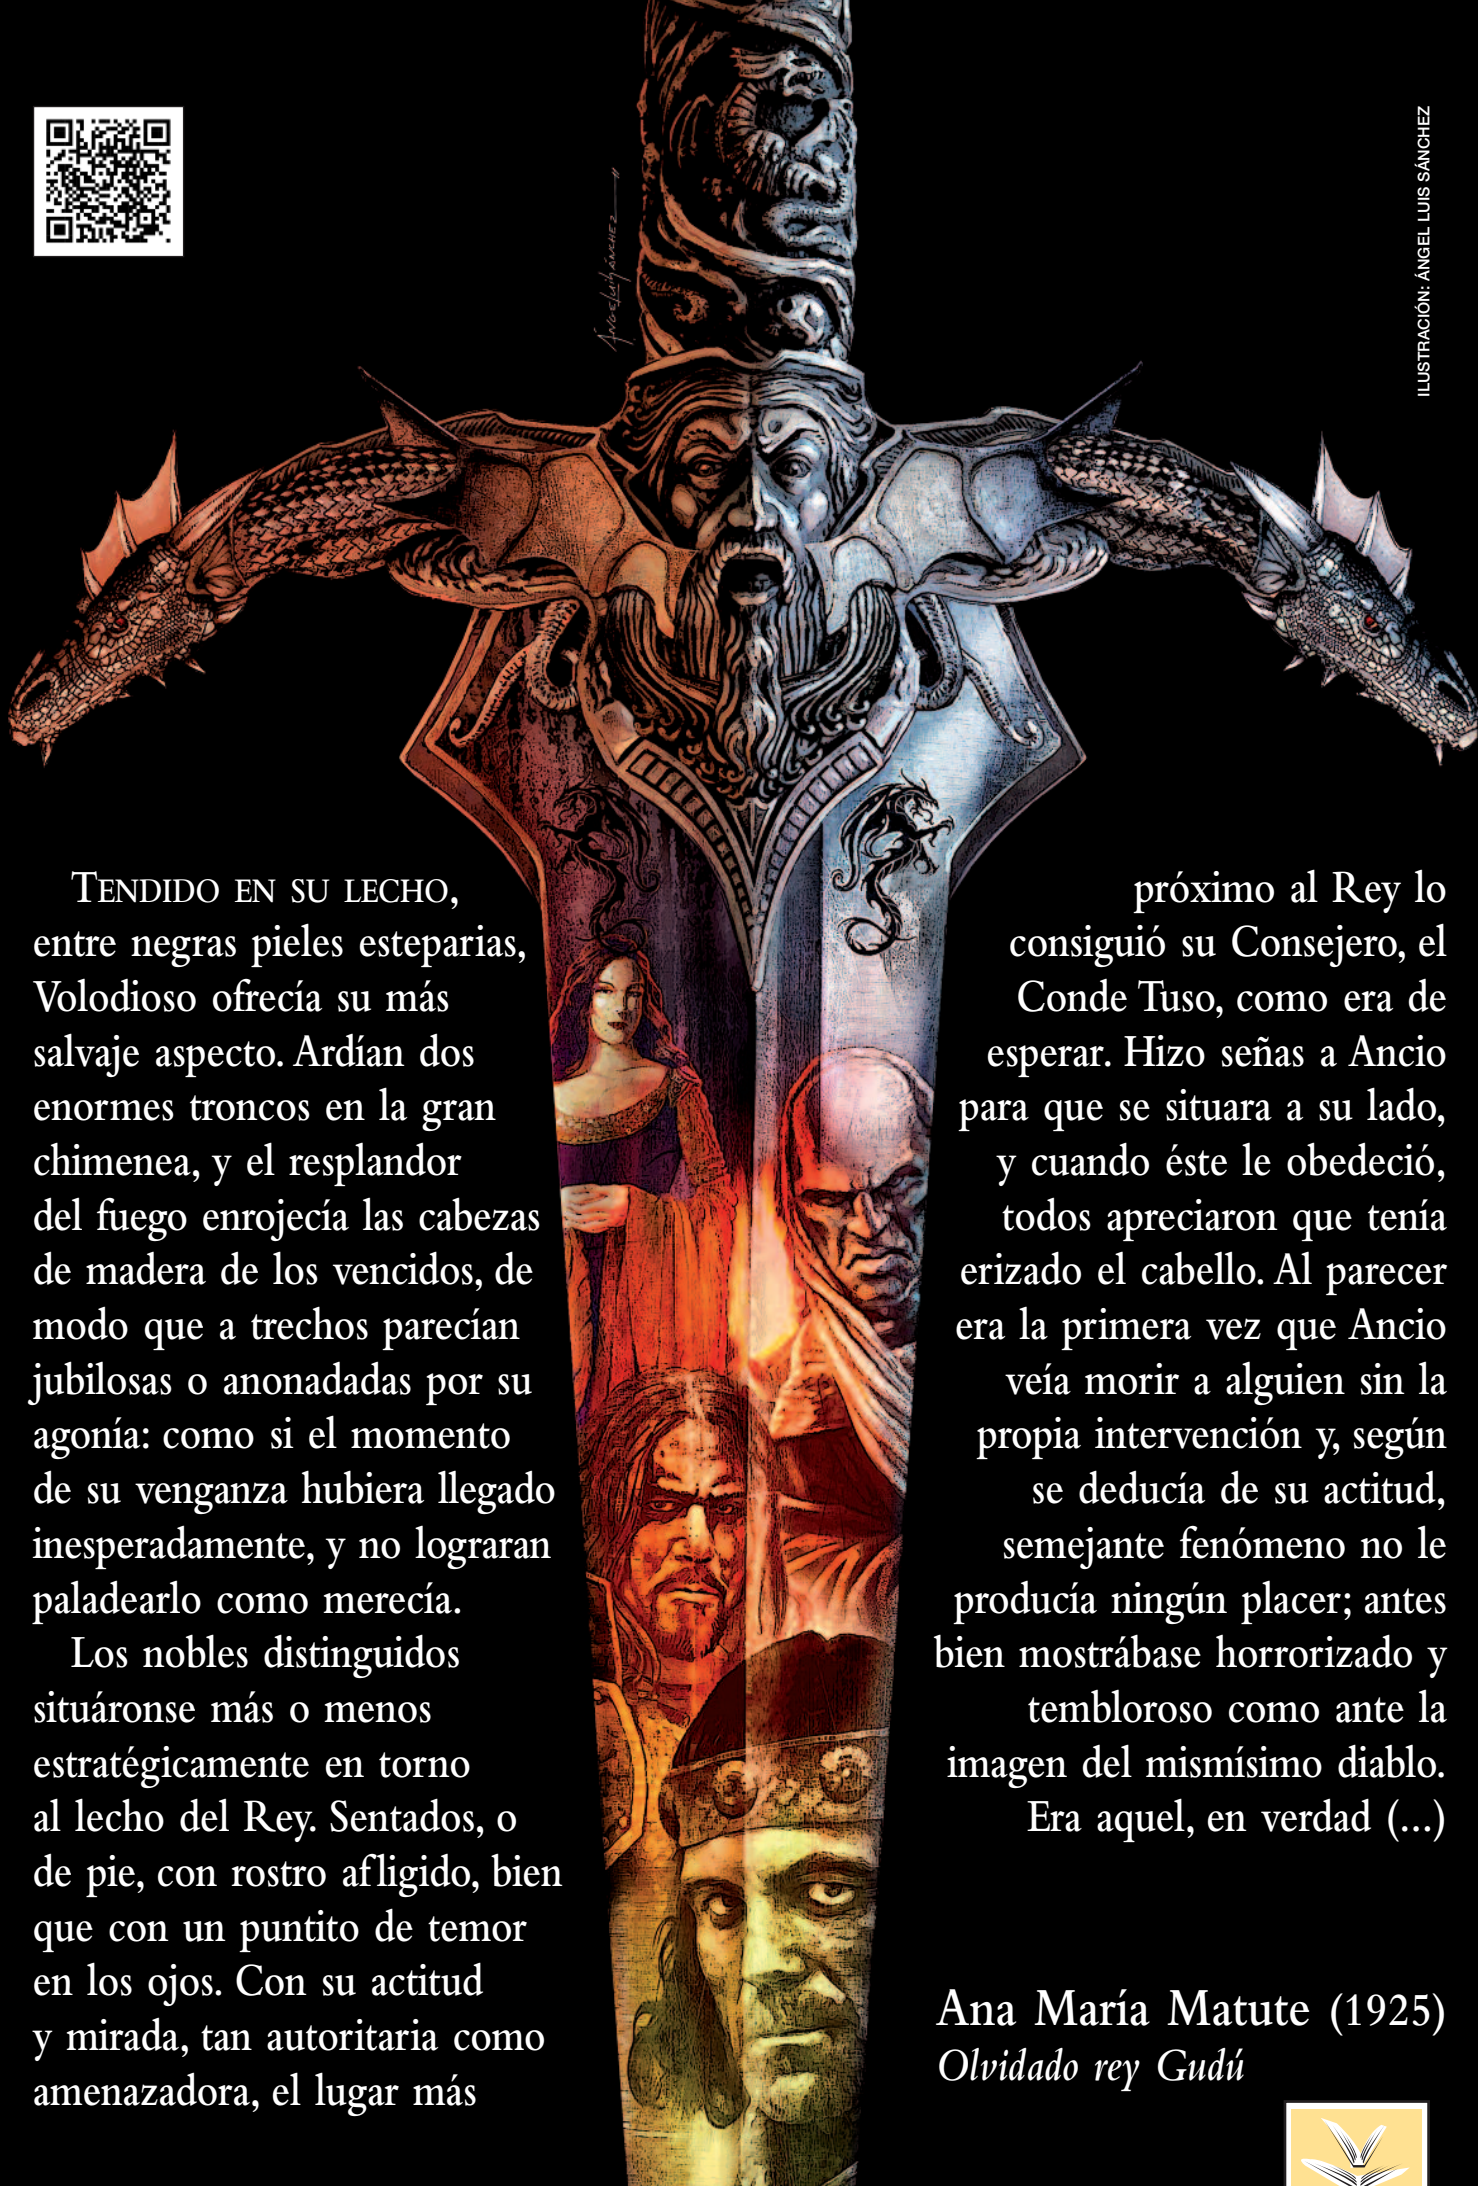 ILUSTRACIÓN: ÁNGEL LUIS SÁNCHEZ
ÁngeLuiSánchez
TENDIDO EN SU LECHO,
entre negras pieles esteparias,
Volodioso ofrecía su más
salvaje aspecto. Ardían dos
enormes troncos en la gran
chimenea, y el resplandor
del fuego enrojecía las cabezas
de madera de los vencidos, de
modo que a trechos parecían
jubilosas o anonadadas por su
agonía: como si el momento
de su venganza hubiera llegado
inesperadamente, y no lograran
paladearlo como merecía.
Los nobles distinguidos
situáronse más o menos
estratégicamente en torno
al lecho del Rey. Sentados, o
de pie, con rostro afligido, bien
que con un puntito de temor
en los ojos. Con su actitud
y mirada, tan autoritaria como
amenazadora, el lugar más
próximo al Rey lo
consiguió su Consejero, el
Conde Tuso, como era de
esperar. Hizo señas a Ancio
para que se situara a su lado,
y cuando éste le obedeció,
todos apreciaron que tenía
erizado el cabello. Al parecer
era la primera vez que Ancio
veía morir a alguien sin la
propia intervención y, según
se deducía de su actitud,
semejante fenómeno no le
producía ningún placer; antes
bien mostrábase horrorizado y
tembloroso como ante la
imagen del mismísimo diablo.
Era aquel, en verdad (...)
Ana María Matute (1925)
Olvidado rey Gudú